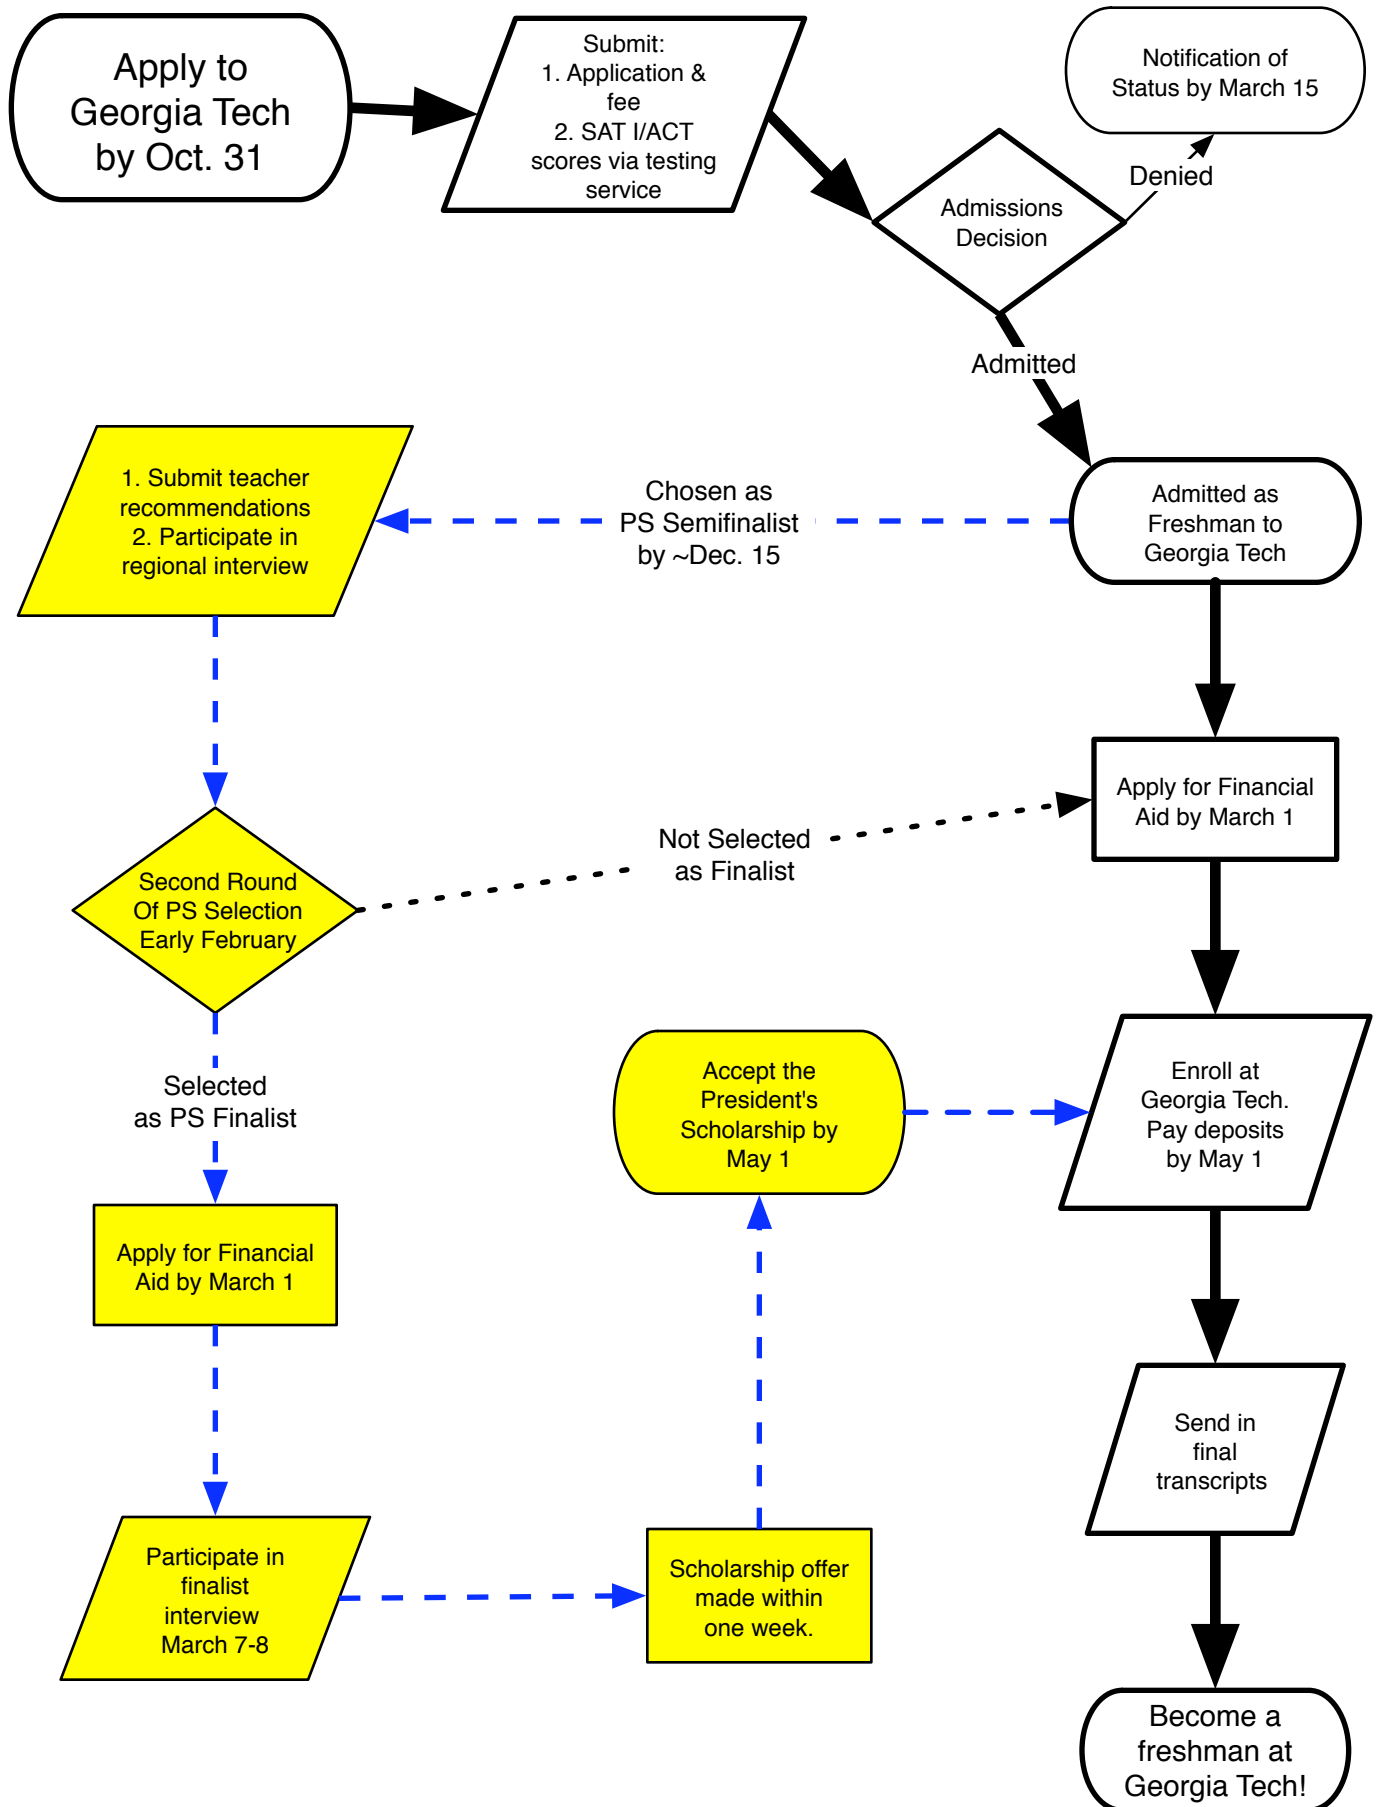 Apply to
Georgia Tech
by Oct. 31
Submit:
1. Application &
fee
2. SAT I/ACT
scores via testing
service
Notification of
Status by March 15
Denied
Admissions
Decision
Admitted
Admitted as
Freshman to
Georgia Tech
Chosen as
PS Semifinalist
by ~Dec. 15
1. Submit teacher
recommendations
2. Participate in
regional interview
Apply for Financial
Aid by March 1
Not Selected
as Finalist
Second Round
Of PS Selection
Early February
Selected
as PS Finalist
Accept the
President's
Scholarship by
May 1
Enroll at
Georgia Tech.
Pay deposits
by May 1
Apply for Financial
Aid by March 1
Send in
final
transcripts
Participate in
finalist
interview
March 7-8
Scholarship offer
made within
one week.
Become a
freshman at
Georgia Tech!